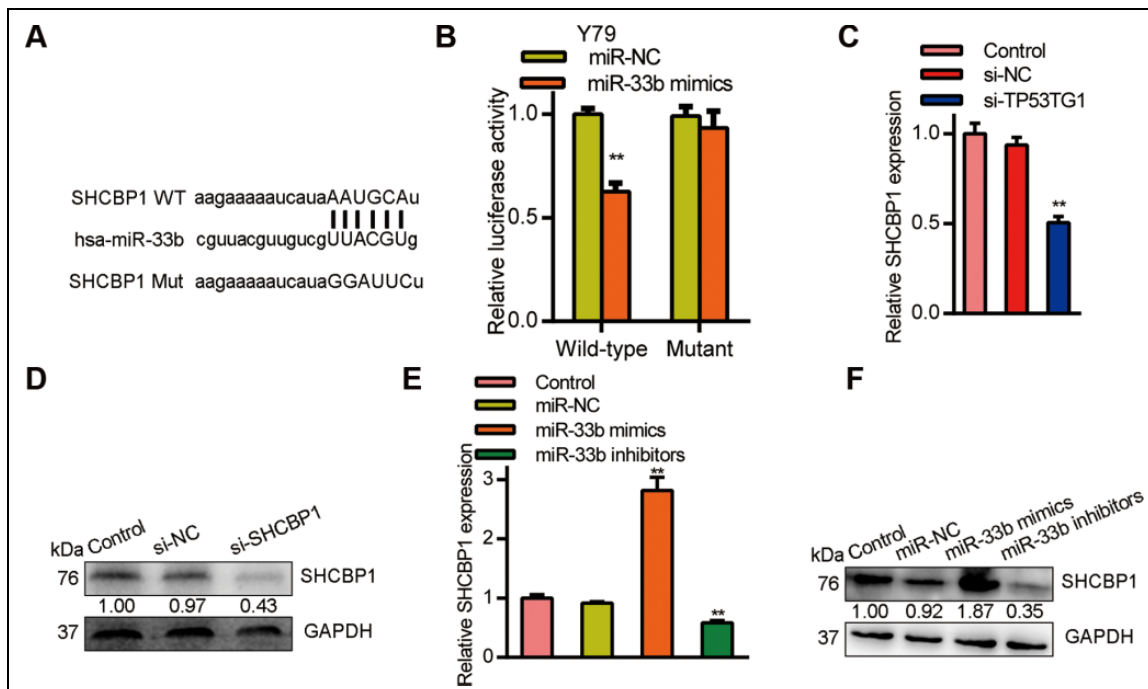 A
SHCBP1 WT aagaaaaaucauaAAUGCAu
hsa-miR-33b cguuacguugucgUUACGUg
SHCBP1 Mut aagaaaaaucauaGGAUUCu
B
Y79
miR-NC
miR-33b mimics
Relative luciferase activity
1.0
0.5
0.0
**
Wild-type Mutant
C
Control
si-NC
si-TP53TG1
Relative SHCBP1 expression
1.0
0.5
0.0
**
D
kDa Control si-NC si-SHCBP1
76 SHCBP1
1.00 0.97 0.43
37 GAPDH
E
Control
miR-NC
miR-33b mimics
miR-33b inhibitors
Relative SHCBP1 expression
3
2
1
0
**
**
F
kDa Control miR-NC miR-33b mimics miR-33b inhibitors
76 SHCBP1
1.00 0.92 1.87 0.35
37 GAPDH